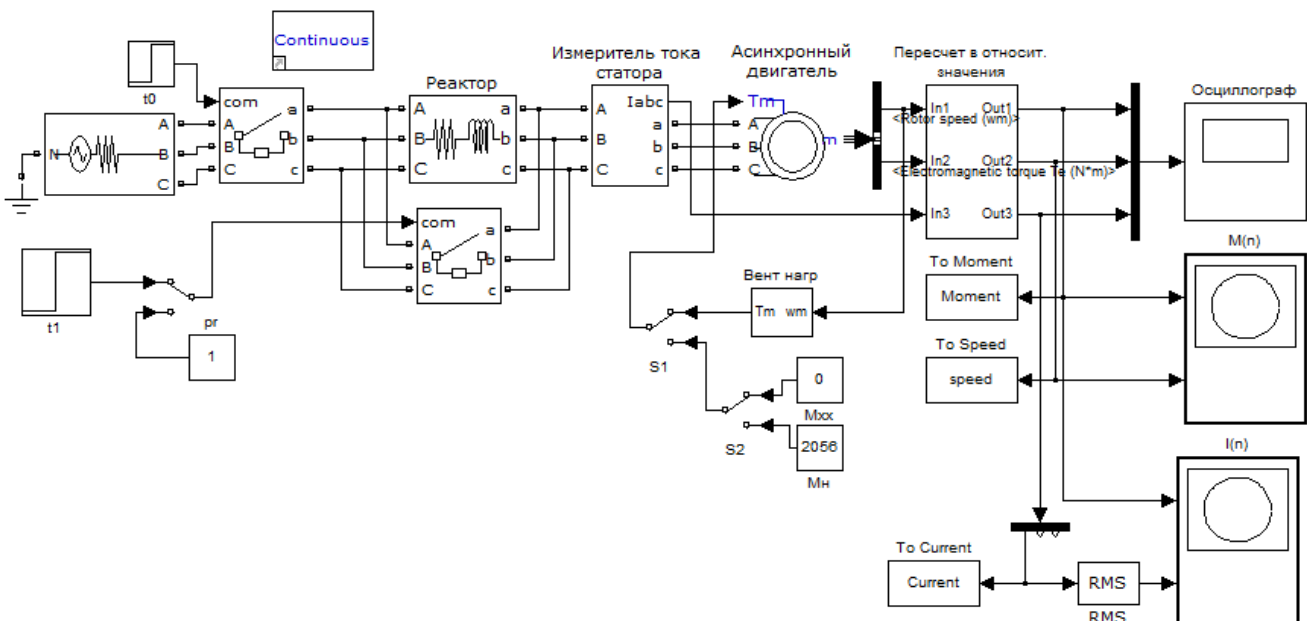 Continuous
t0
N
A
B
C
com
A
B
C
a
b
c
Реактор
A
B
C
a
b
c
com
A
B
C
a
b
c
t1
pr
1
Измеритель тока
статора
A
B
C
Iabc
a
b
c
Асинхронный
двигатель
Tm
A
B
C
m
Пересчет в относит.
значения
In1
Out1
<Rotor speed (wm)>
In2
Out2
<Electromagnetic torque Te (N*m)>
In3
Out3
Осциллограф
M(n)
To Moment
Moment
To Speed
speed
Вент нагр
Tm wm
S1
0
Мхх
S2
2056
Мн
I(n)
To Current
Current
RMS
RMS